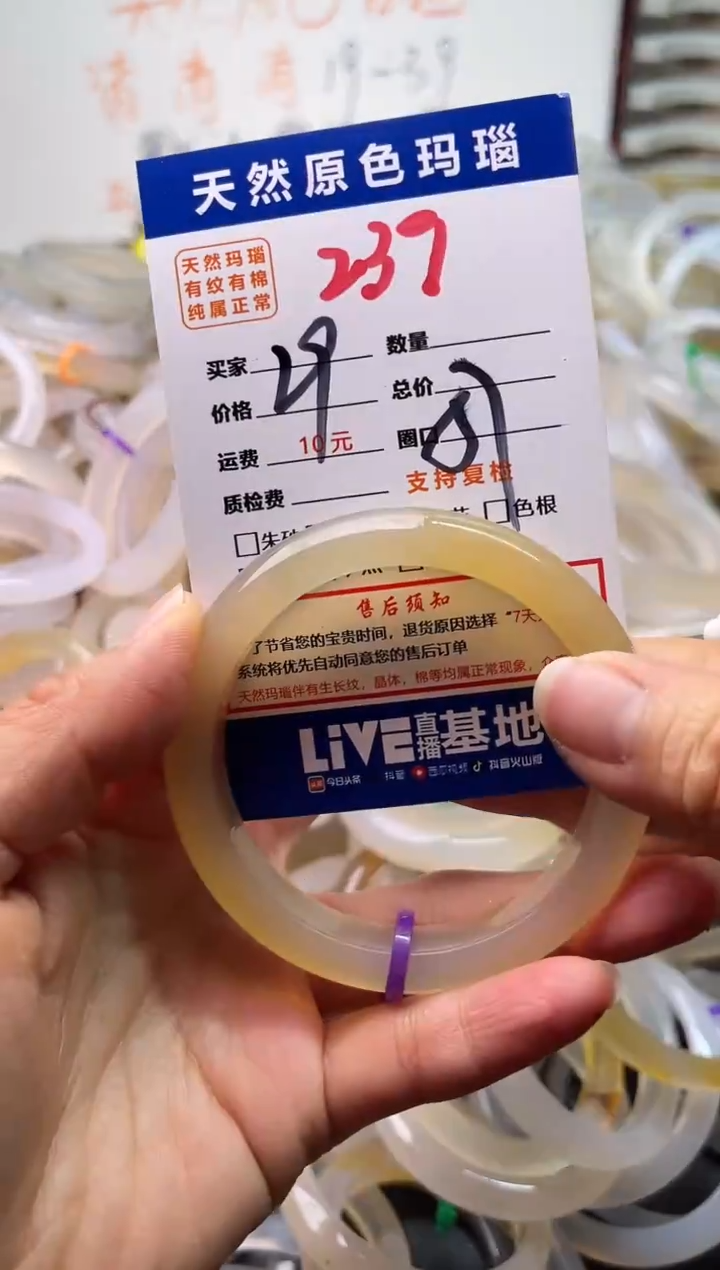 19-39
天然原色玛瑙
天然玛瑙
有纹有棉
纯属正常
237
买家
数量
价格
总价
运费 10元
圈口
质检费
支持复检
色根
售后须知
了节省您的宝贵时间，退货原因选择 “7天
系统将优先自动同意您的售后订单
天然玛瑙伴有生长纹，晶体，棉等均属正常现象，
LiVE直播基地
今日头条 抖音 西瓜视频 抖音火山版